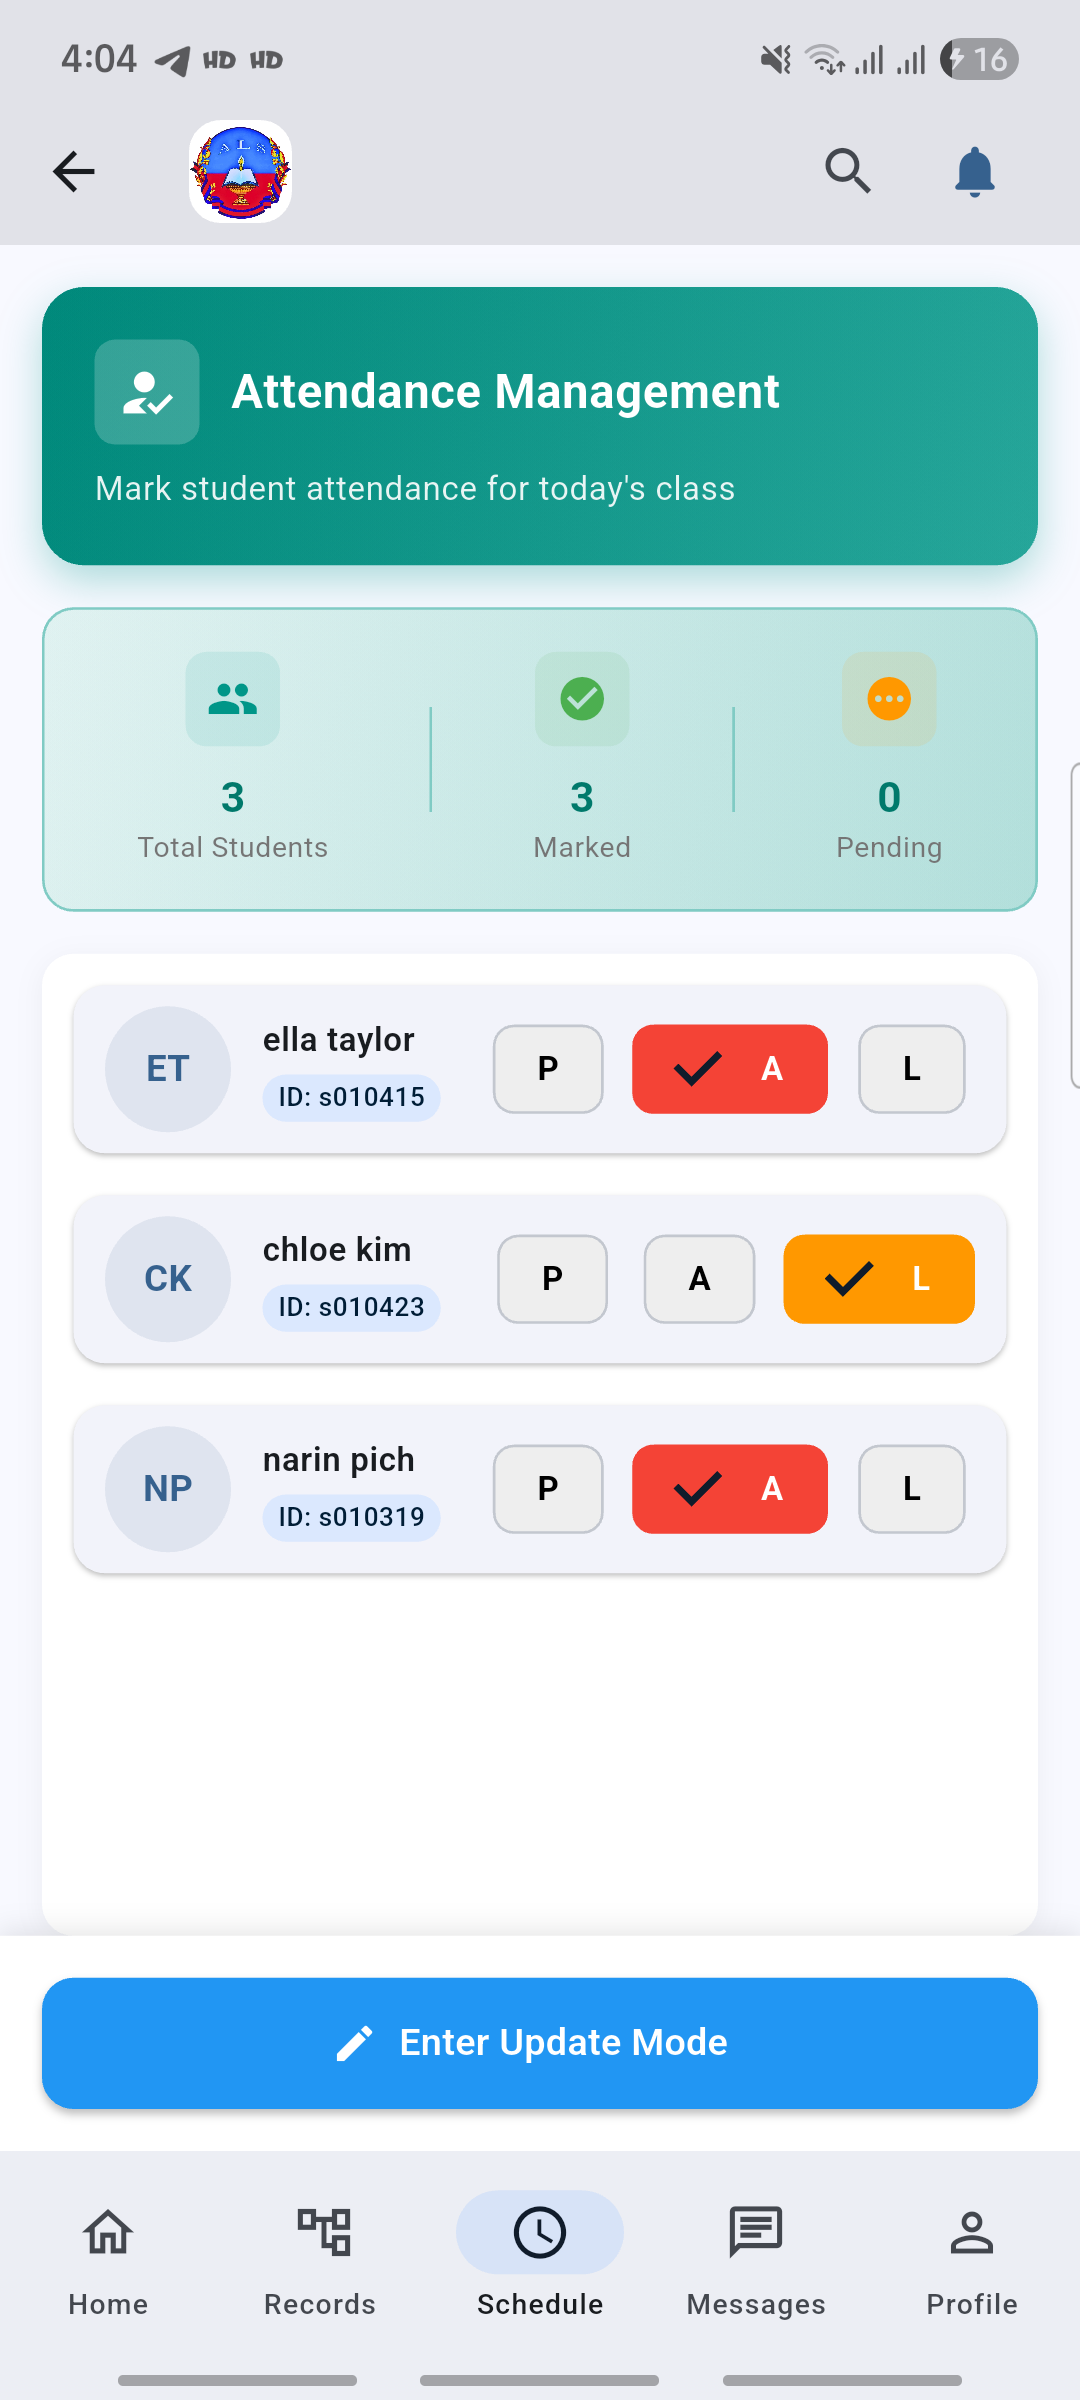 4:04 HD HD 16
A L S
Attendance Management
Mark student attendance for today's class
3 3 0
Total Students Marked Pending
ET ella taylor P A L
ID: s010415
CK chloe kim P A L
ID: s010423
NP narin pich P A L
ID: s010319
Enter Update Mode
Home Records Schedule Messages Profile